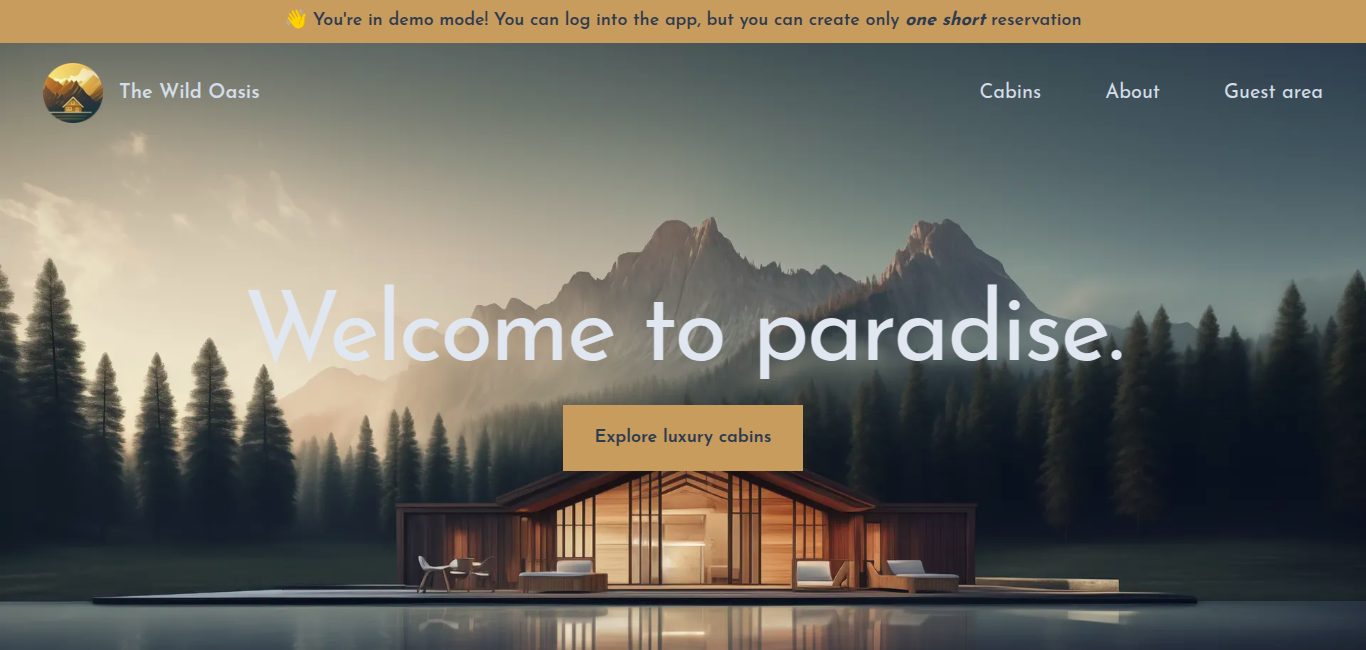 👋 You're in demo mode! You can log into the app, but you can create only one short reservation
The Wild Oasis
Cabins
About
Guest area
Welcome to paradise.
Explore luxury cabins